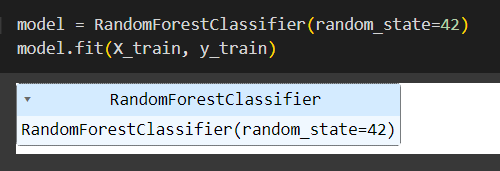 model = RandomForestClassifier(random_state=42)
model.fit(X_train, y_train)
RandomForestClassifier
RandomForestClassifier(random_state=42)